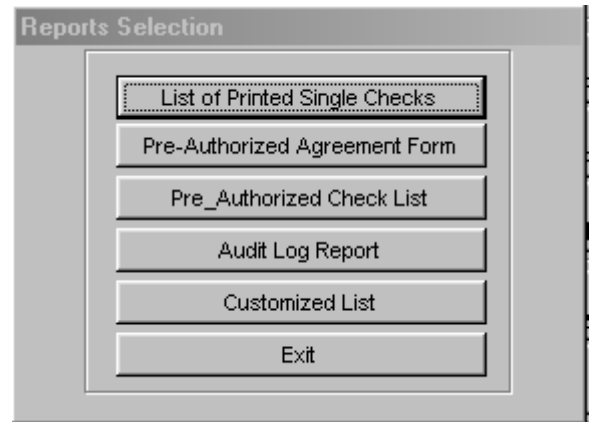 Reports Selection
List of Printed Single Checks
Pre-Authorized Agreement Form
Pre_Authorized Check List
Audit Log Report
Customized List
Exit